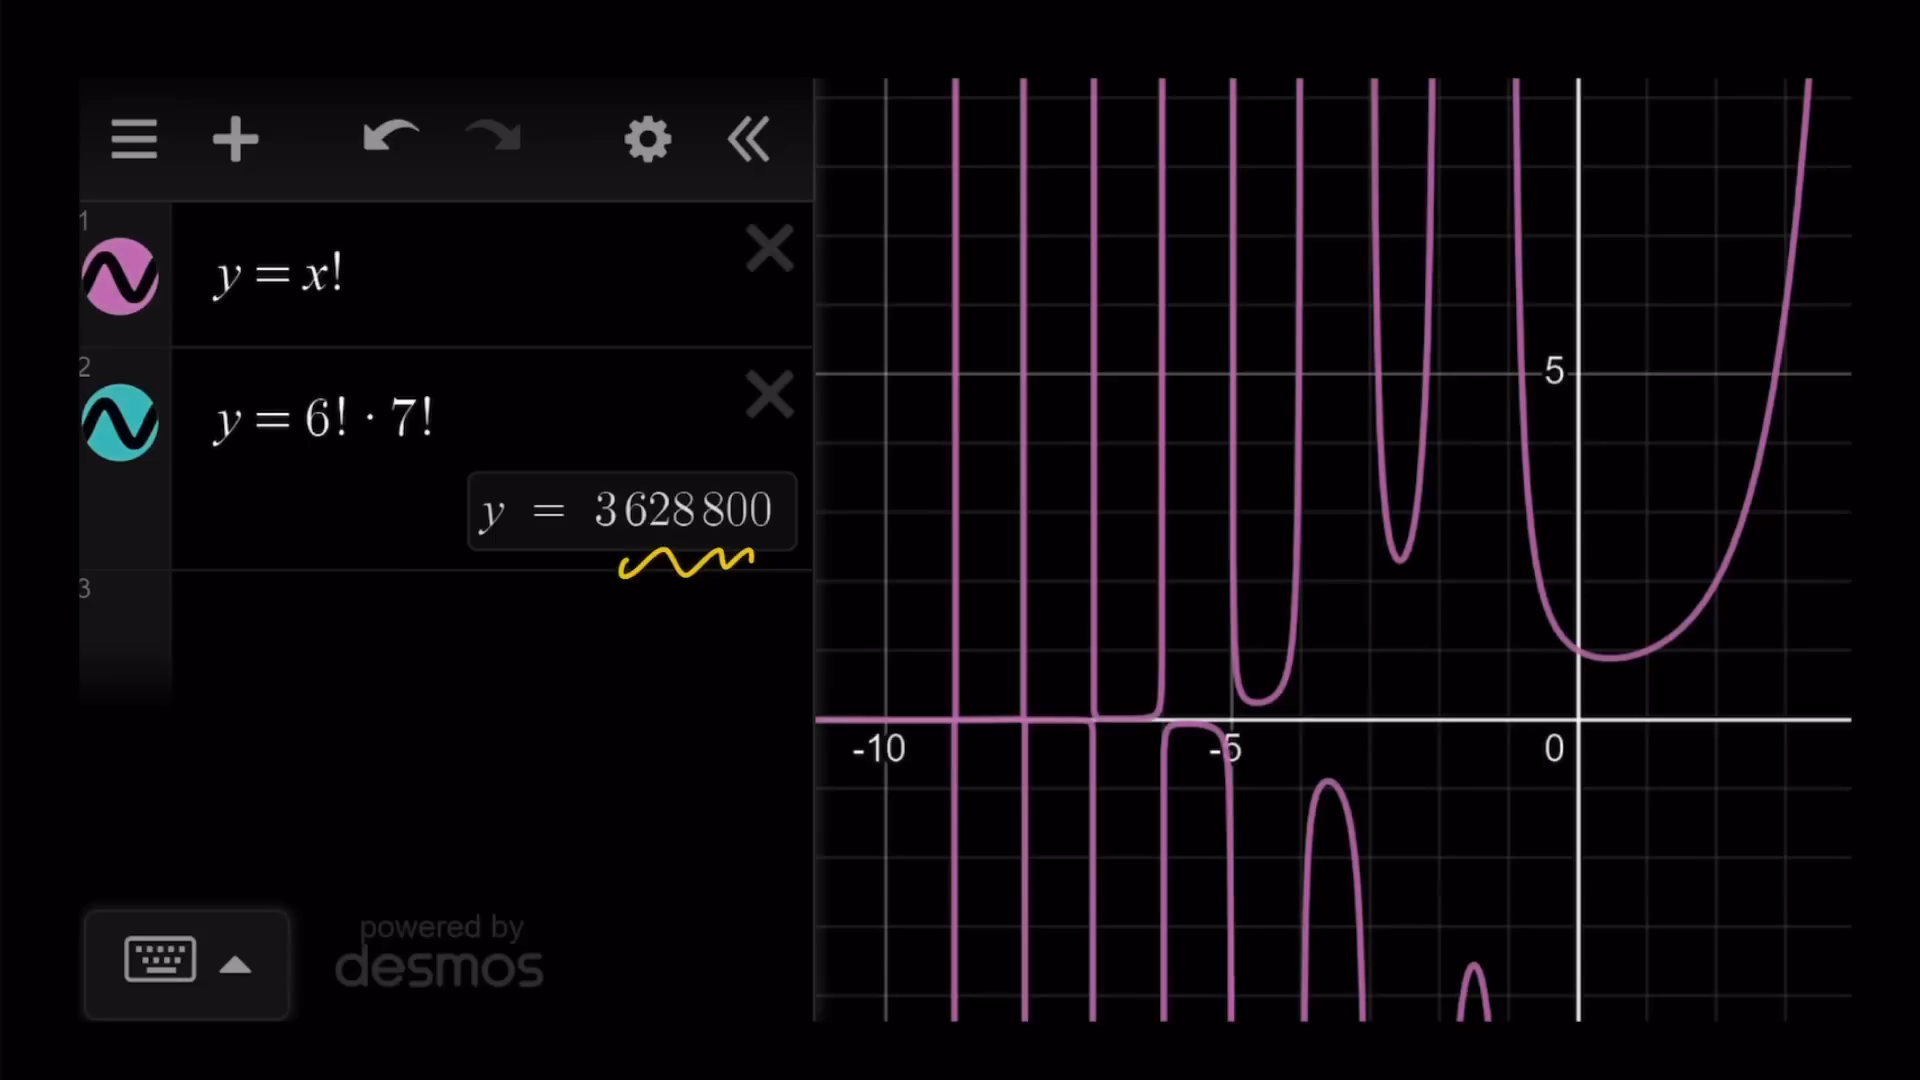 1
y = x!
2
y = 6! · 7!
y = 3628800
3
powered by
desmos
5
-10
-5
0